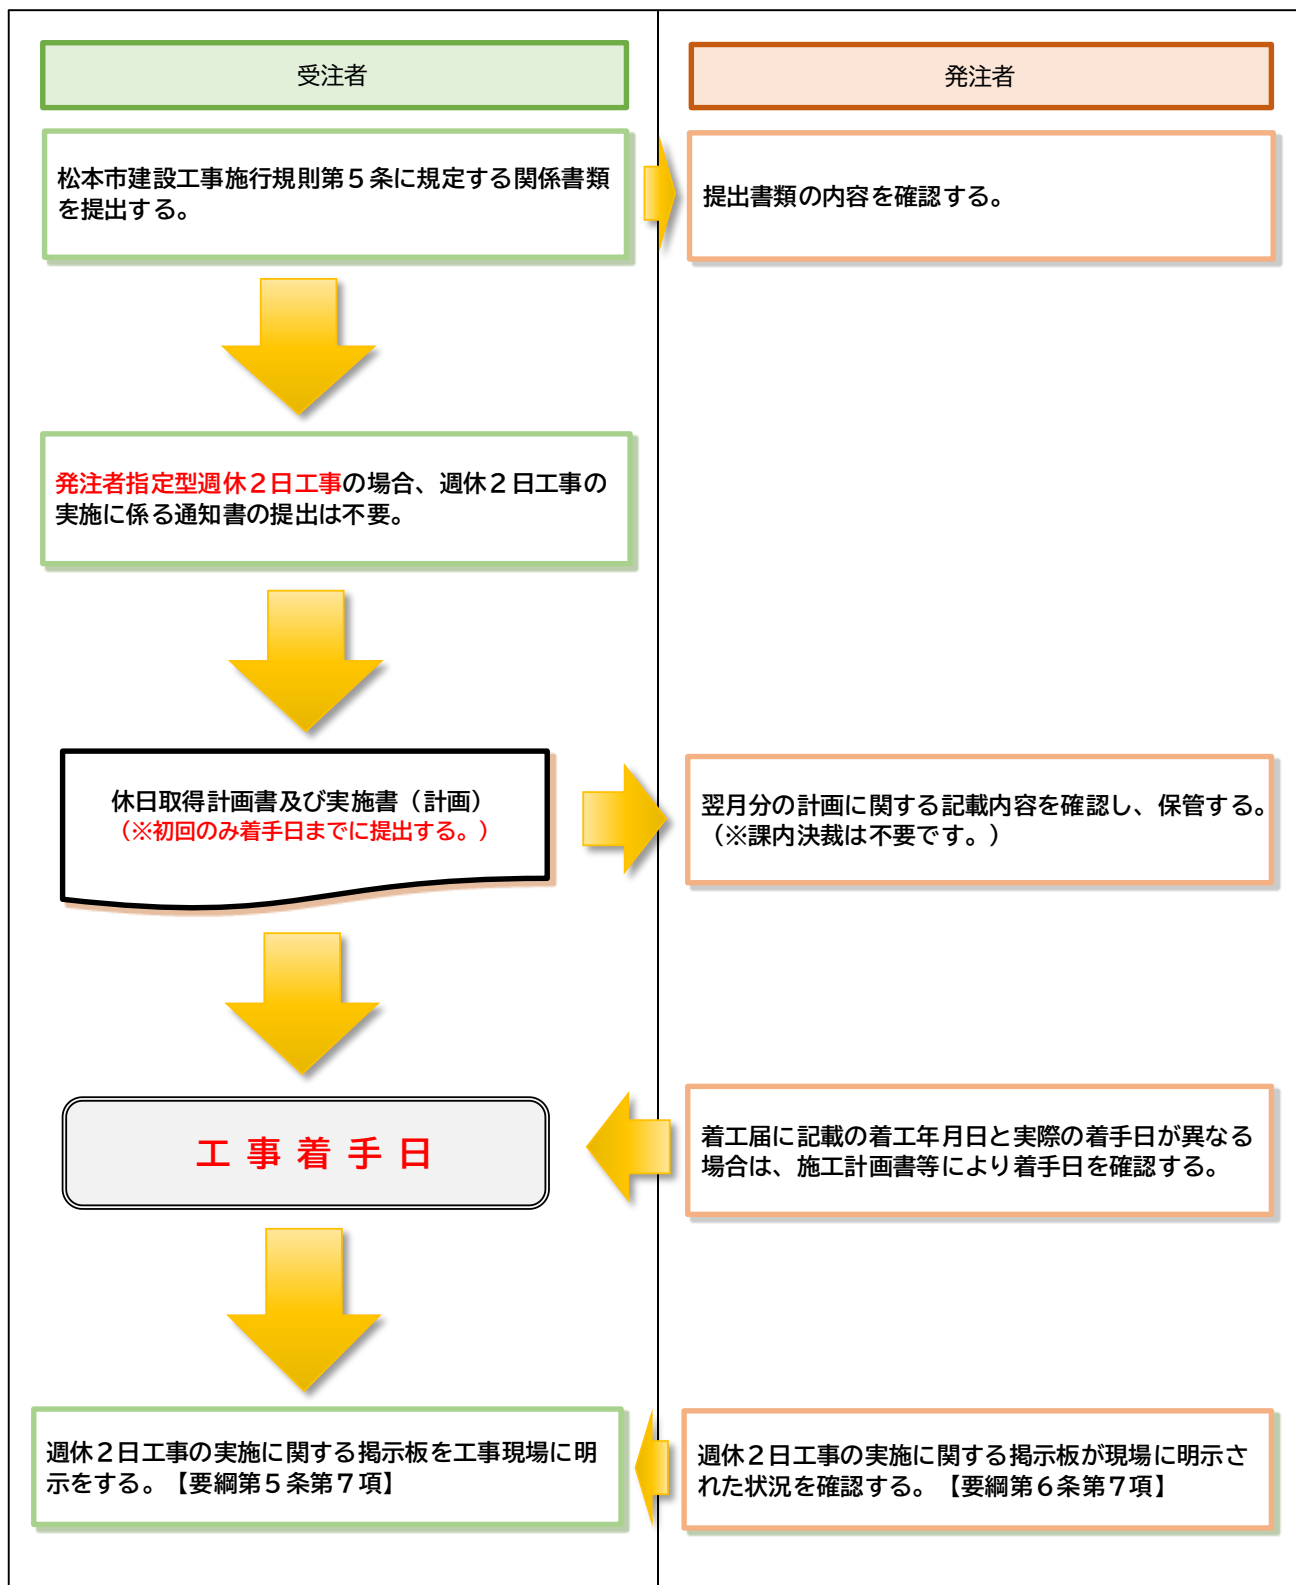 受注者
発注者
松本市建設工事施行規則第５条に規定する関係書類
を提出する。
提出書類の内容を確認する。
発注者指定型週休２日工事の場合、週休２日工事の
実施に係る通知書の提出は不要。
休日取得計画書及び実施書（計画）
（※初回のみ着手日までに提出する。）
翌月分の計画に関する記載内容を確認し、保管する。
（※課内決裁は不要です。）
工事着手日
着工届に記載の着工年月日と実際の着手日が異なる
場合は、施工計画書等により着手日を確認する。
週休２日工事の実施に関する掲示板を工事現場に明
示をする。【要綱第５条第７項】
週休２日工事の実施に関する掲示板が現場に明示さ
れた状況を確認する。【要綱第６条第７項】